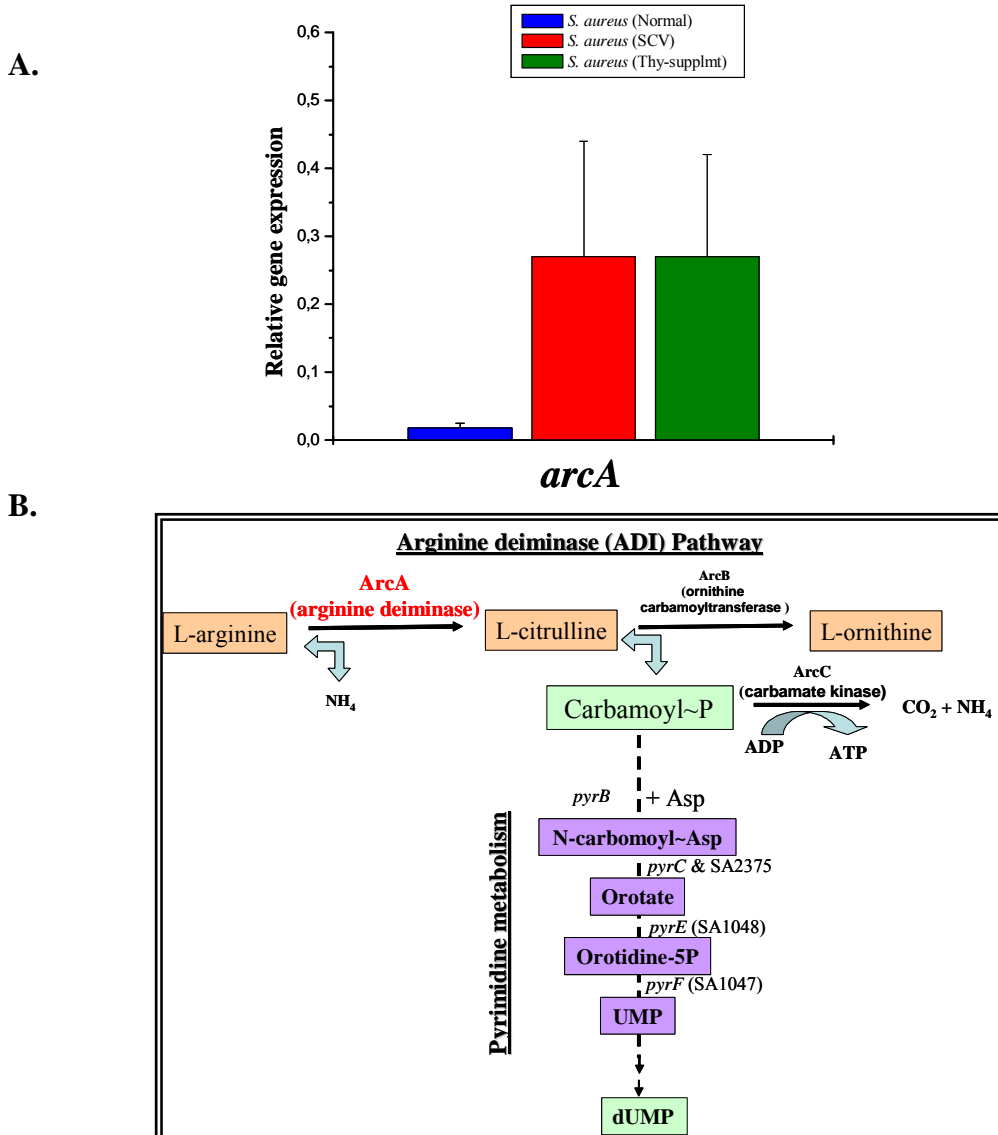 A.
S. aureus (Normal)
S. aureus (SCV)
S. aureus (Thy-supplmt)
0,6
0,5
0,4
0,3
0,2
0,1
0,0
Relative gene expression
arcA
B.
Arginine deiminase (ADI) Pathway
ArcA
(arginine deiminase)
ArcB
(ornithine
carbamoyltransferase )
L-arginine
L-citrulline
L-ornithine
NH4
ArcC
(carbamate kinase)
Carbamoyl~P
CO2 + NH4
ADP
ATP
pyrB
+ Asp
Pyrimidine metabolism
N-carbomoyl~Asp
pyrC & SA2375
Orotate
pyrE (SA1048)
Orotidine-5P
pyrF (SA1047)
UMP
dUMP